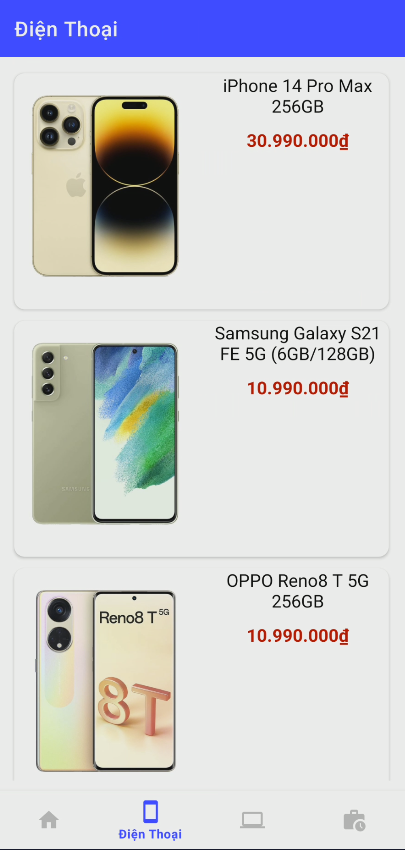 Điện Thoại
iPhone 14 Pro Max
256GB
30.990.000₫
Samsung Galaxy S21
FE 5G (6GB/128GB)
10.990.000₫
OPPO Reno8 T 5G
256GB
10.990.000₫
Reno8 T 5G
8T
Điện Thoại